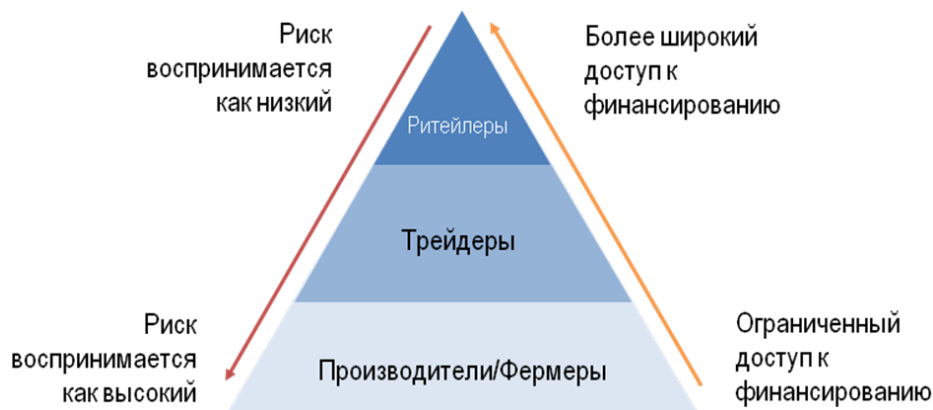 Риск
воспринимается
как низкий
Более широкий
доступ к
финансированию
Ритейлеры
Трейдеры
Риск
воспринимается
как высокий
Производители/Фермеры
Ограниченный
доступ к
финансированию